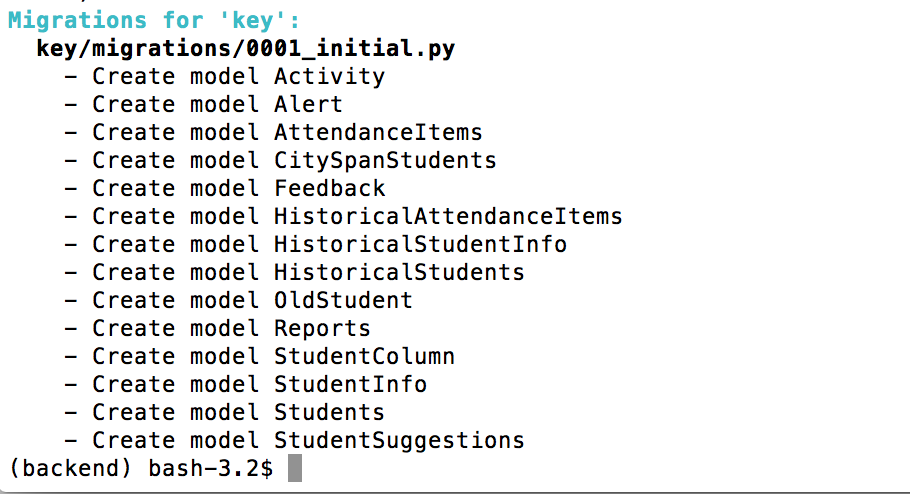 Migrations for 'key':
key/migrations/0001_initial.py
- Create model Activity
- Create model Alert
- Create model AttendanceItems
- Create model CitySpanStudents
- Create model Feedback
- Create model HistoricalAttendanceItems
- Create model HistoricalStudentInfo
- Create model HistoricalStudents
- Create model OldStudent
- Create model Reports
- Create model StudentColumn
- Create model StudentInfo
- Create model Students
- Create model StudentSuggestions
(backend) bash-3.2$